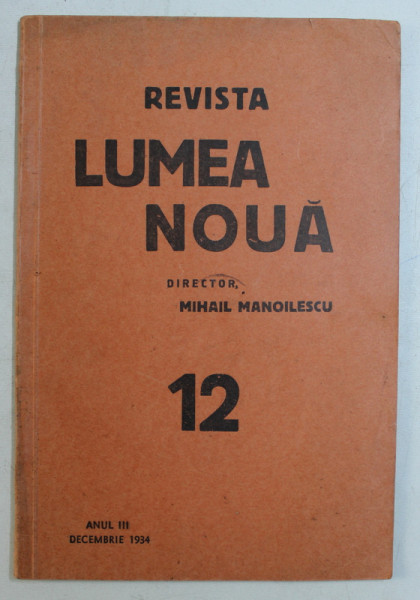 REVISTA
LUMEA
NOUĂ
DIRECTOR,
MIHAIL MANOILESCU
12
ANUL III
DECEMBRIE 1934